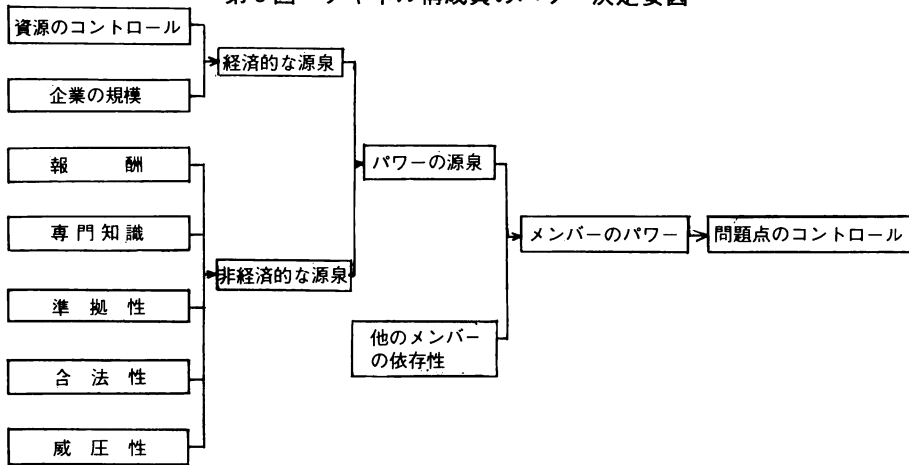 資源のコントロール
企業の規模
報酬
専門知識
準拠性
合法性
威圧性
経済的な源泉
非経済的な源泉
パワーの源泉
他のメンバー
の依存性
メンバーのパワー
問題点のコントロール